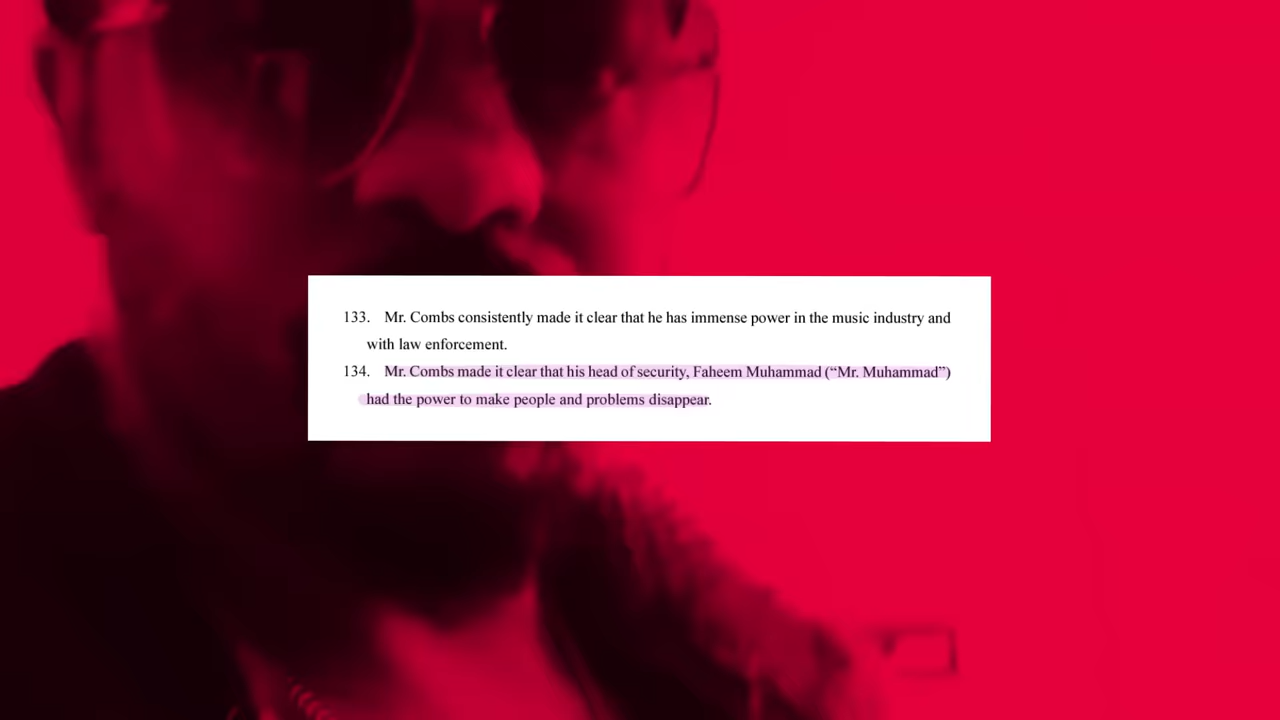 133. Mr. Combs consistently made it clear that he has immense power in the music industry and
with law enforcement.
134. Mr. Combs made it clear that his head of security, Faheem Muhammad (“Mr. Muhammad”)
had the power to make people and problems disappear.